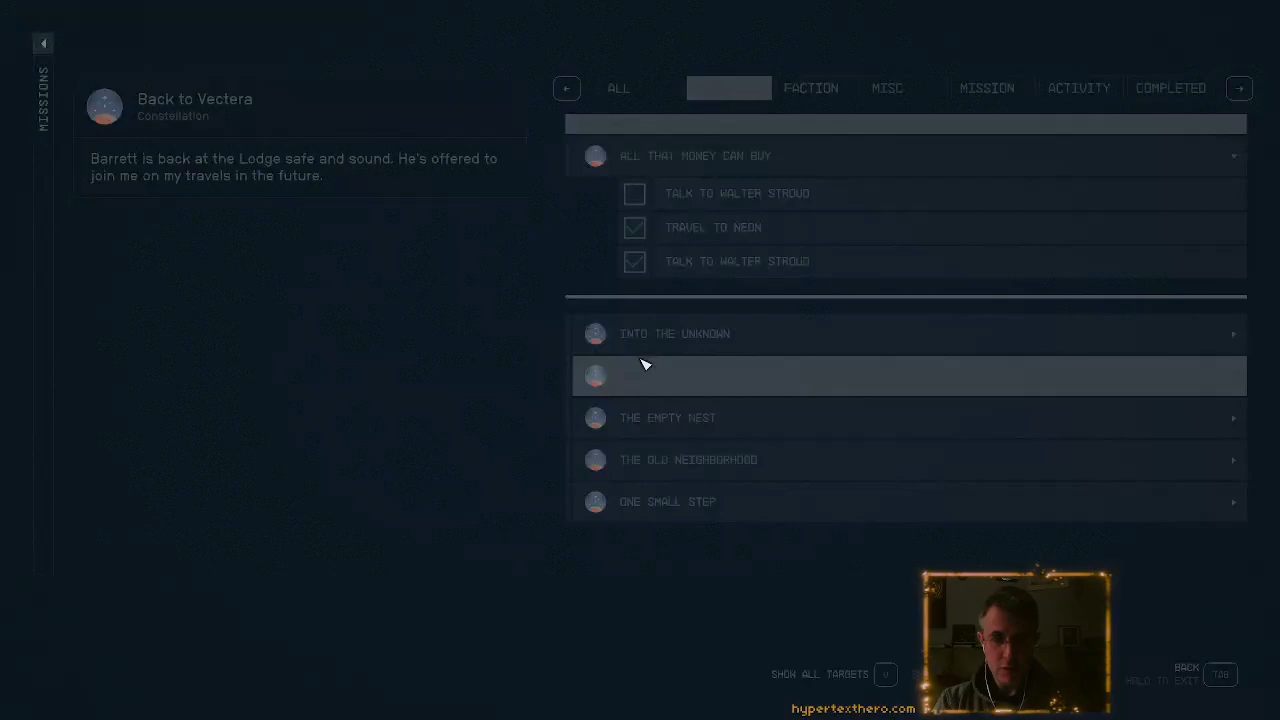 MISSIONS
Back to Vectera
Constellation
Barrett is back at the Lodge safe and sound. He's offered to
join me on my travels in the future.
ALL
FACTION
MISC
MISSION
ACTIVITY
COMPLETED
ALL THAT MONEY CAN BUY
TALK TO WALTER STROUD
TRAVEL TO NEON
TALK TO WALTER STROUD
INTO THE UNKNOWN
THE EMPTY NEST
THE OLD NEIGHBORHOOD
ONE SMALL STEP
SHOW ALL TARGETS
V
BACK
HOLD TO EXIT
TAB
hypertexthero.com